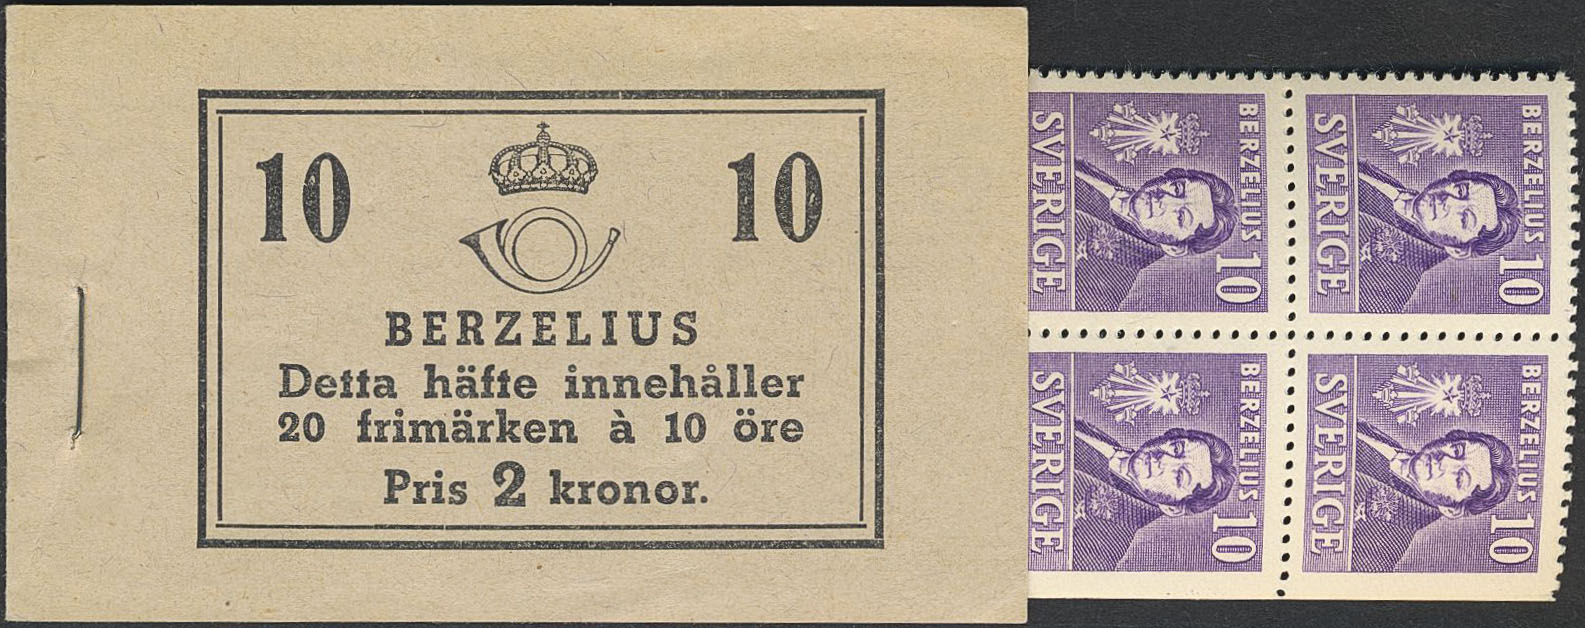 10 10
BERZELIUS
Detta häfte innehåller
20 frimärken à 10 öre
Pris 2 kronor.
BERZELIUS 10
SVERIGE
BERZELIUS 10
SVERIGE
BERZELIUS 10
SVERIGE
BERZELIUS 10
SVERIGE